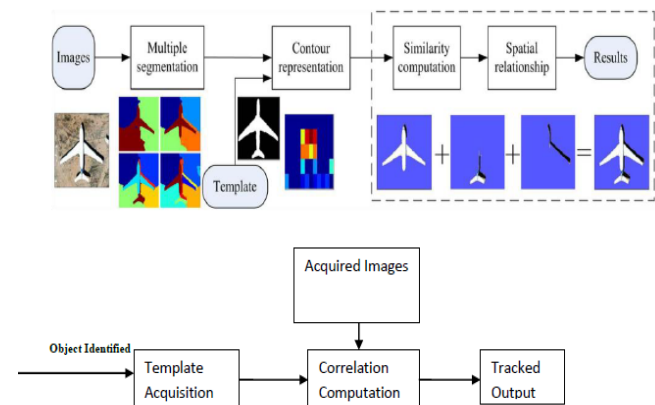 Images
Multiple
segmentation
Contour
representation
Similarity
computation
Spatial
relationship
Results
Template
+
+
=
Acquired Images
Object Identified
Template
Acquisition
Correlation
Computation
Tracked
Output